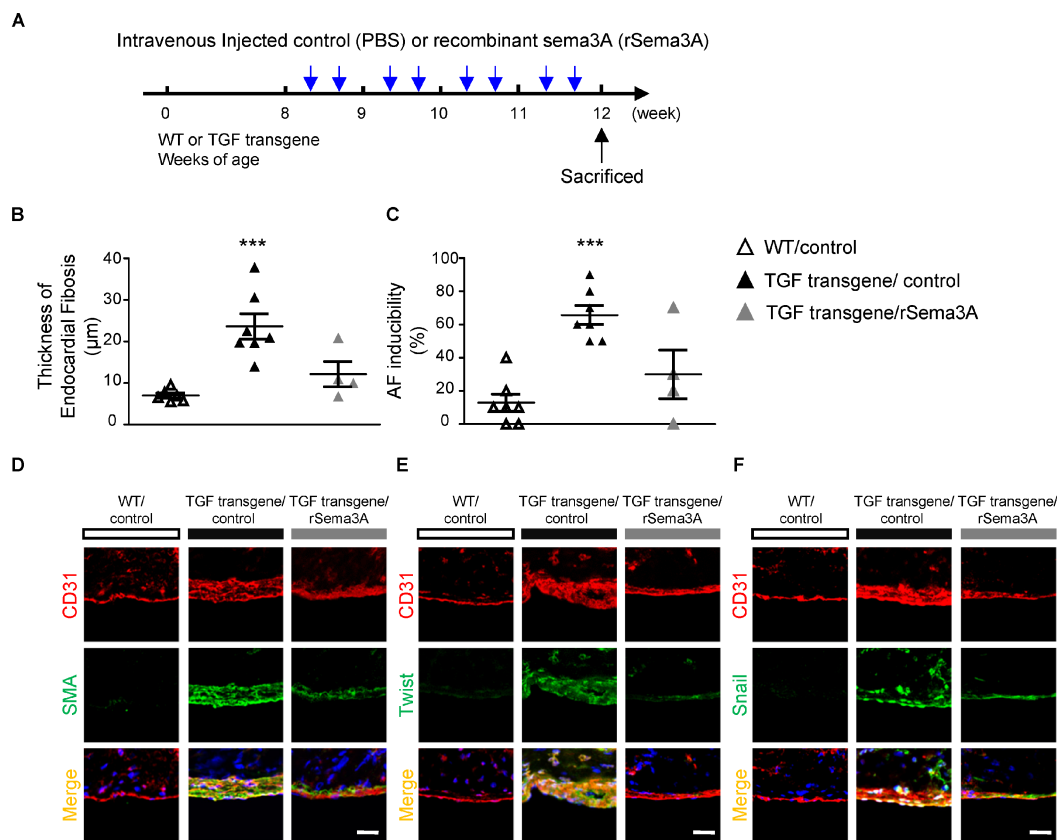 A
Intravenous Injected control (PBS) or recombinant sema3A (rSema3A)
0 8 9 10 11 12 (week)
WT or TGF transgene
Weeks of age
Sacrificed
B
Thickness of
Endocardial Fibosis
(µm)
40
30
20
10
0
***
C
AF inducibility
(%)
100
80
60
40
20
0
***
WT/control
TGF transgene/ control
TGF transgene/rSema3A
D
WT/
control
TGF transgene/
control
TGF transgene/
rSema3A
CD31
SMA
Merge
E
WT/
control
TGF transgene/
control
TGF transgene/
rSema3A
CD31
Twist
Merge
F
WT/
control
TGF transgene/
control
TGF transgene/
rSema3A
CD31
Snail
Merge